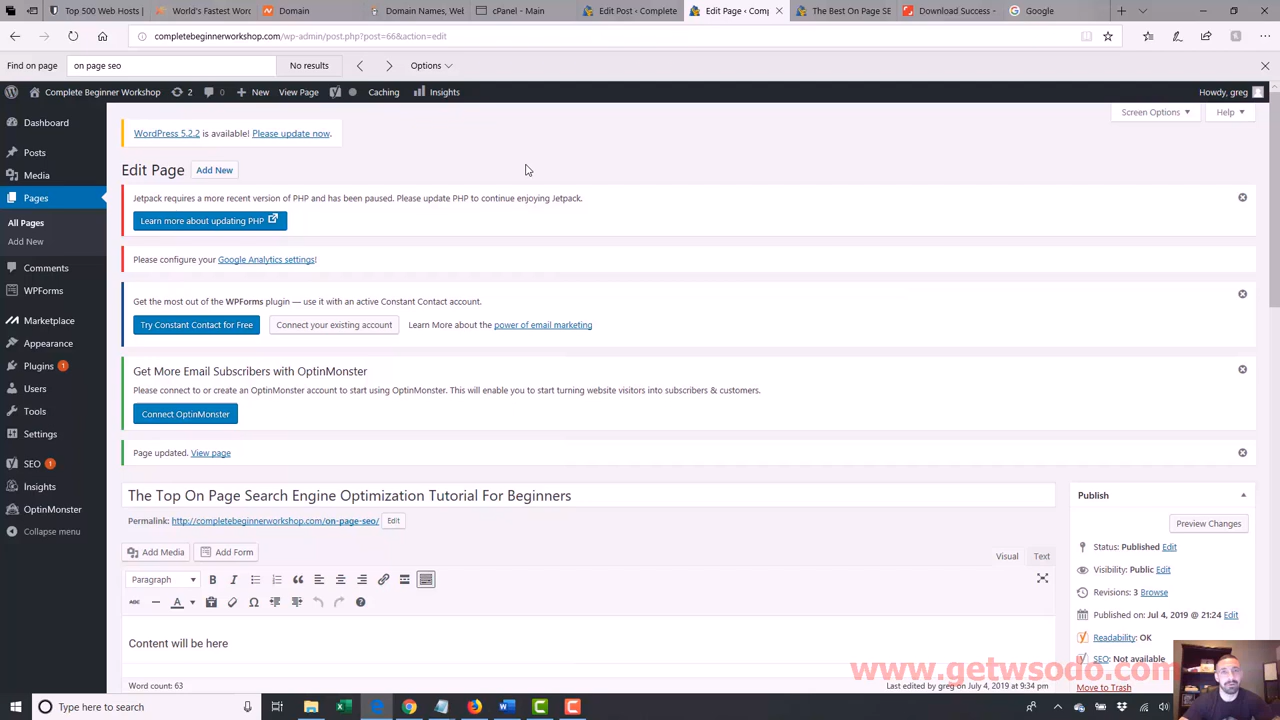 Top 500 Web Hosts |
World's Fastest Wor
Domain
Domain Names, Wel
cPanel - Main
Edit Post ‹ Complete
Edit Page ‹ Comp
The Best On Page SE
Download Success -
Google
completebeginnerworkshop.com/wp-admin/post.php?post=66&action=edit
Find on page
on page seo
No results
Options
Complete Beginner Workshop
2
0
New
View Page
Caching
Insights
Howdy, greg
Dashboard
Posts
Media
Pages
All Pages
Add New
Comments
WPForms
Marketplace
Appearance
Plugins 1
Users
Tools
Settings
SEO 1
Insights
OptinMonster
Collapse menu
Screen Options
Help
WordPress 5.2.2 is available! Please update now.
Edit Page
Add New
Jetpack requires a more recent version of PHP and has been paused. Please update PHP to continue enjoying Jetpack.
Learn more about updating PHP
Please configure your Google Analytics settings!
Get the most out of the WPForms plugin — use it with an active Constant Contact account.
Try Constant Contact for Free
Connect your existing account
Learn More about the power of email marketing
Get More Email Subscribers with OptinMonster
Please connect to or create an OptinMonster account to start using OptinMonster. This will enable you to start turning website visitors into subscribers & customers.
Connect OptinMonster
Page updated. View page
The Top On Page Search Engine Optimization Tutorial For Beginners
Permalink: http://completebeginnerworkshop.com/on-page-seo/ Edit
Add Media
Add Form
Visual
Text
Paragraph
B I
ABC
A
Content will be here
Word count: 63
Last edited by greg on July 4, 2019 at 9:34 pm
Publish
Preview Changes
Status: Published Edit
Visibility: Public Edit
Revisions: 3 Browse
Published on: Jul 4, 2019 @ 21:24 Edit
Readability: OK
SEO: Not available
Move to Trash
www.getwsodo.com
Type here to search